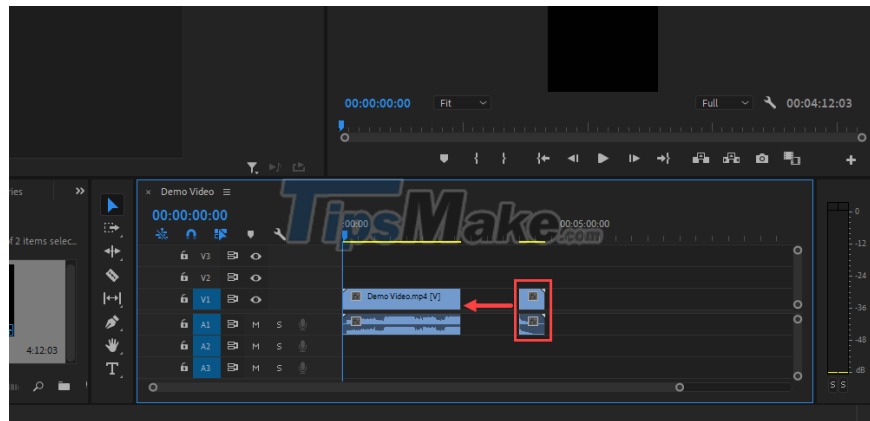 00:00:00:00 Fit Full 00:04:12:03
ries
× Demo Video
TipsMake.com
00:00:00:00
:00:00 00:05:00:00
of 2 items selec...
V3
V2
V1 Demo Video.mp4 [V]
A1 M S
A2 M S
A3 M S
4:12:03
T
0
-12
-24
-36
-48
dB
S S